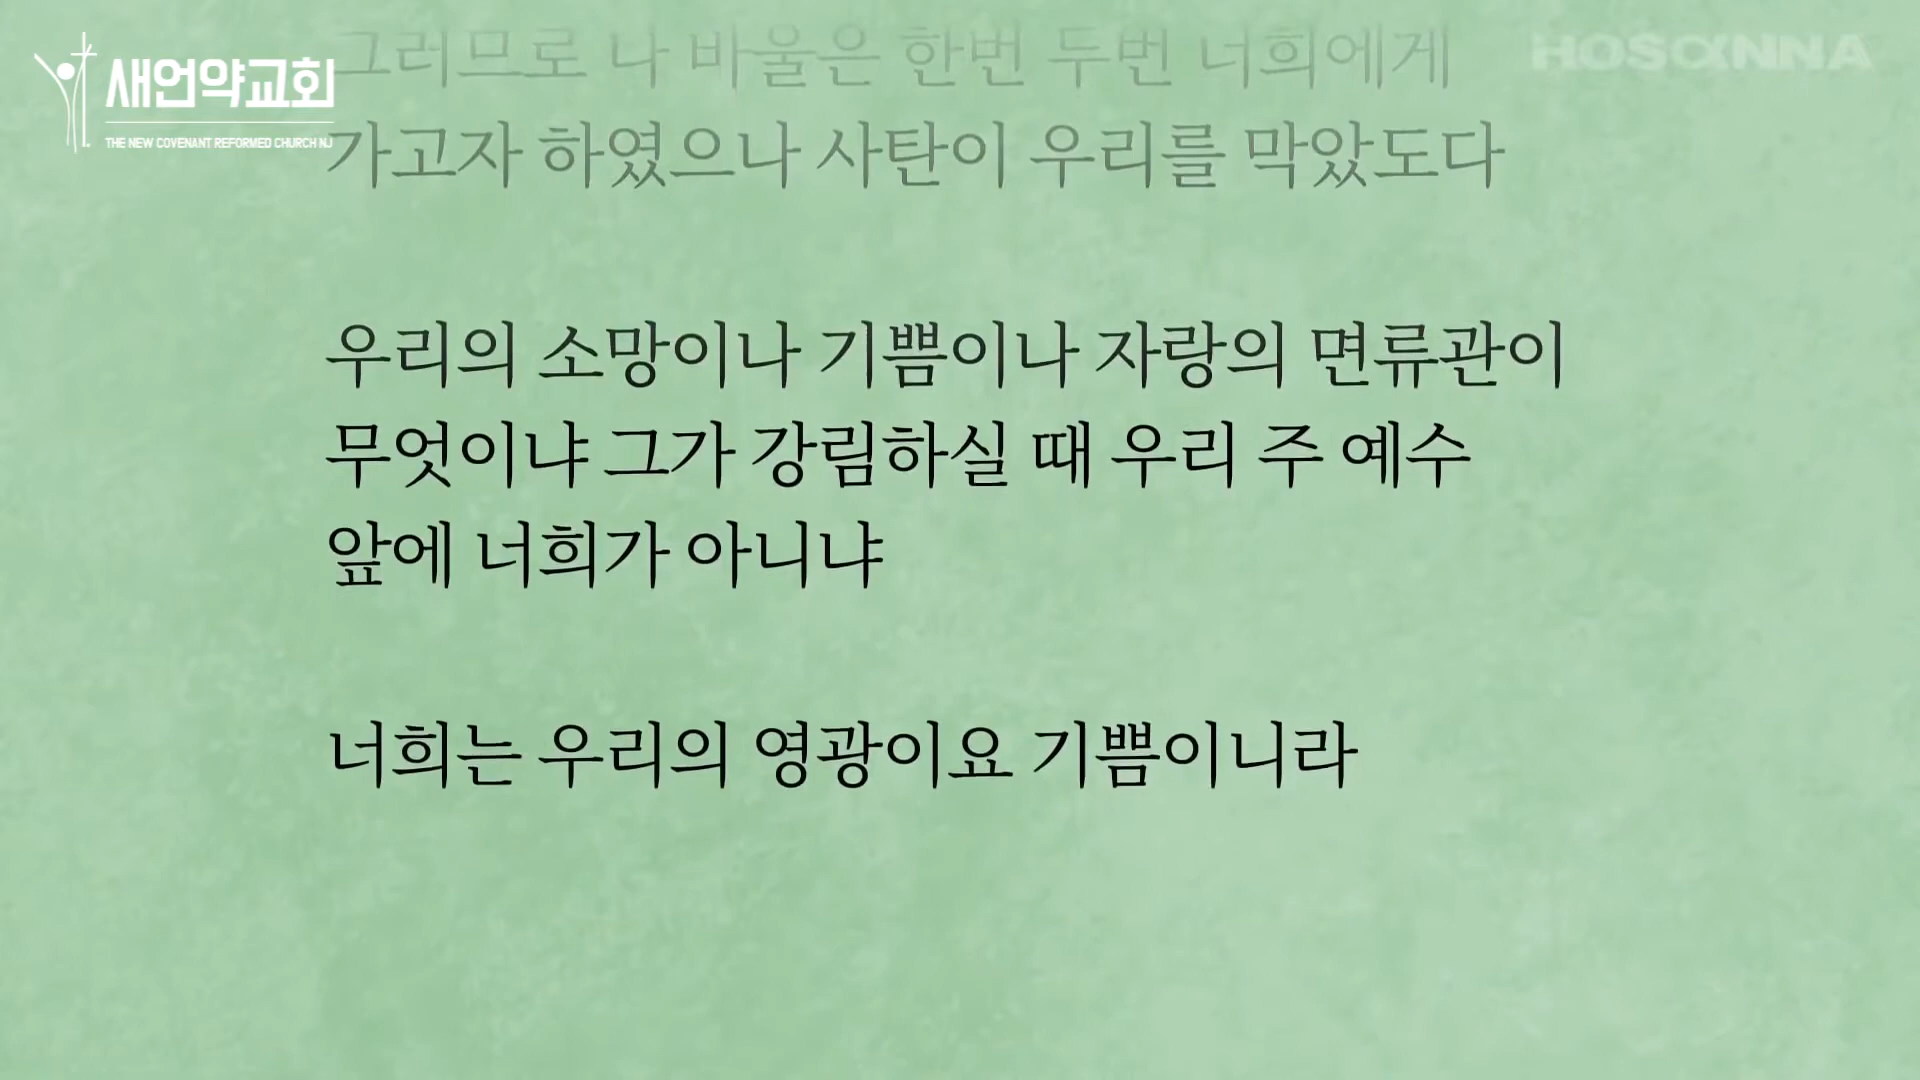 새언약교회
THE NEW COVENANT REFORMED CHURCH NJ
HOSANNA
그러므로 나 바울은 한번 두번 너희에게
가고자 하였으나 사탄이 우리를 막았도다
우리의 소망이나 기쁨이나 자랑의 면류관이
무엇이냐 그가 강림하실 때 우리 주 예수
앞에 너희가 아니냐
너희는 우리의 영광이요 기쁨이니라